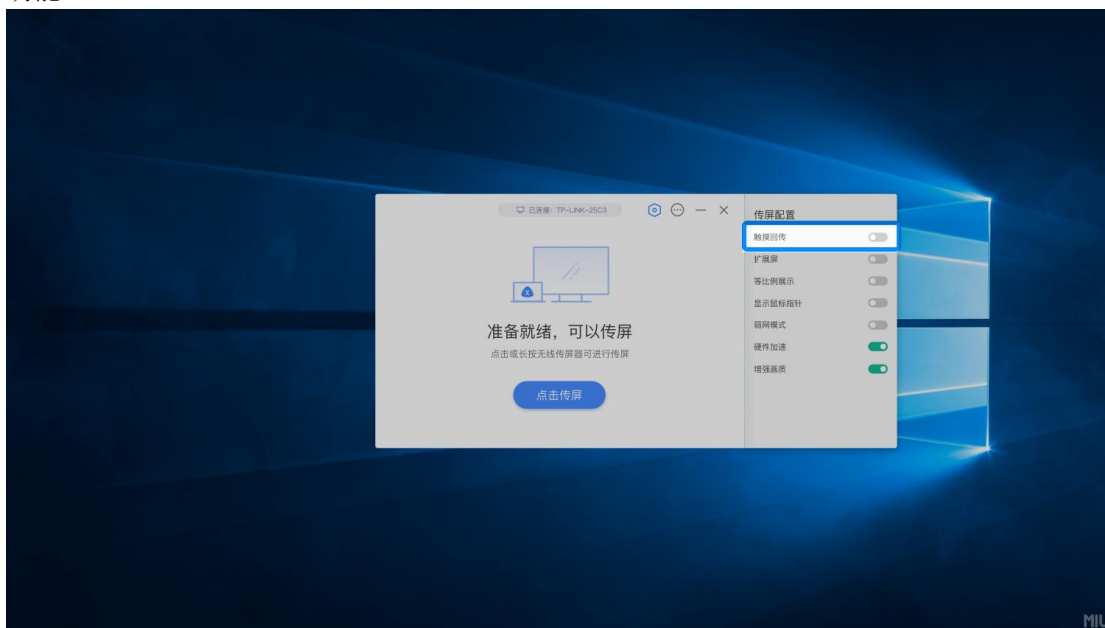 已连接：TP-LINK-25C3
准备就绪，可以传屏
点击或长按无线传屏器可进行传屏
点击传屏
传屏配置
触摸回传
扩展屏
等比例展示
显示鼠标指针
弱网模式
硬件加速
增强画质